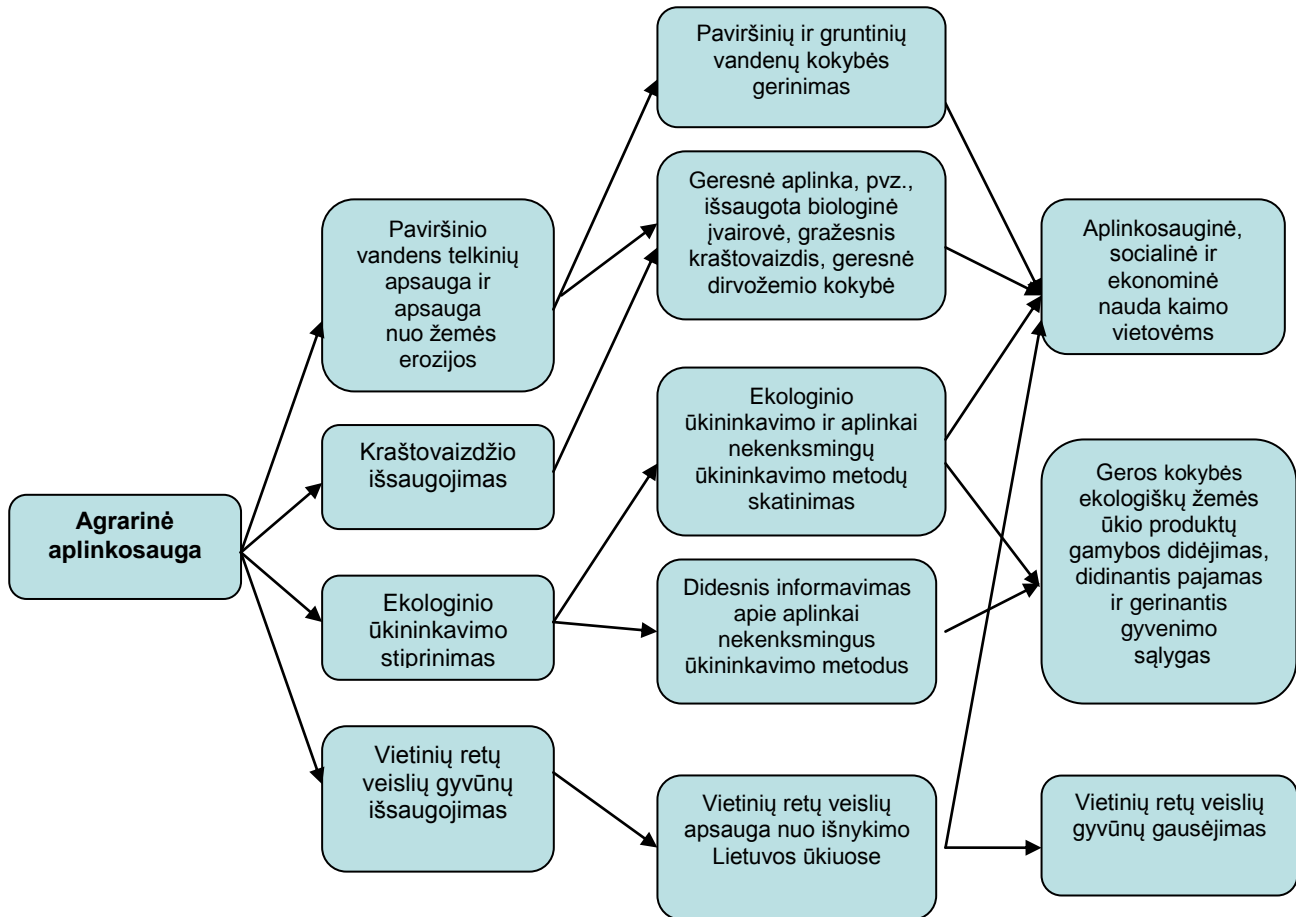 Agrarinė
aplinkosauga
Paviršinio
vandens telkinių
apsauga ir
apsauga
nuo žemės
erozijos
Kraštovaizdžio
išsaugojimas
Ekologinio
ūkininkavimo
stiprinimas
Vietinių retų
veislių gyvūnų
išsaugojimas
Paviršinių ir gruntinių
vandenų kokybės
gerinimas
Geresnė aplinka, pvz.,
išsaugota biologinė
įvairovė, gražesnis
kraštovaizdis, geresnė
dirvožemio kokybė
Ekologinio
ūkininkavimo ir aplinkai
nekenksmingų
ūkininkavimo metodų
skatinimas
Didesnis informavimas
apie aplinkai
nekenksmingus
ūkininkavimo metodus
Vietinių retų veislių
apsauga nuo išnykimo
Lietuvos ūkiuose
Aplinkosauginė,
socialinė ir
ekonominė
nauda kaimo
vietovėms
Geros kokybės
ekologiškų žemės
ūkio produktų
gamybos didėjimas,
didinantis pajamas
ir gerinantis
gyvenimo
sąlygas
Vietinių retų veislių
gyvūnų gausėjimas